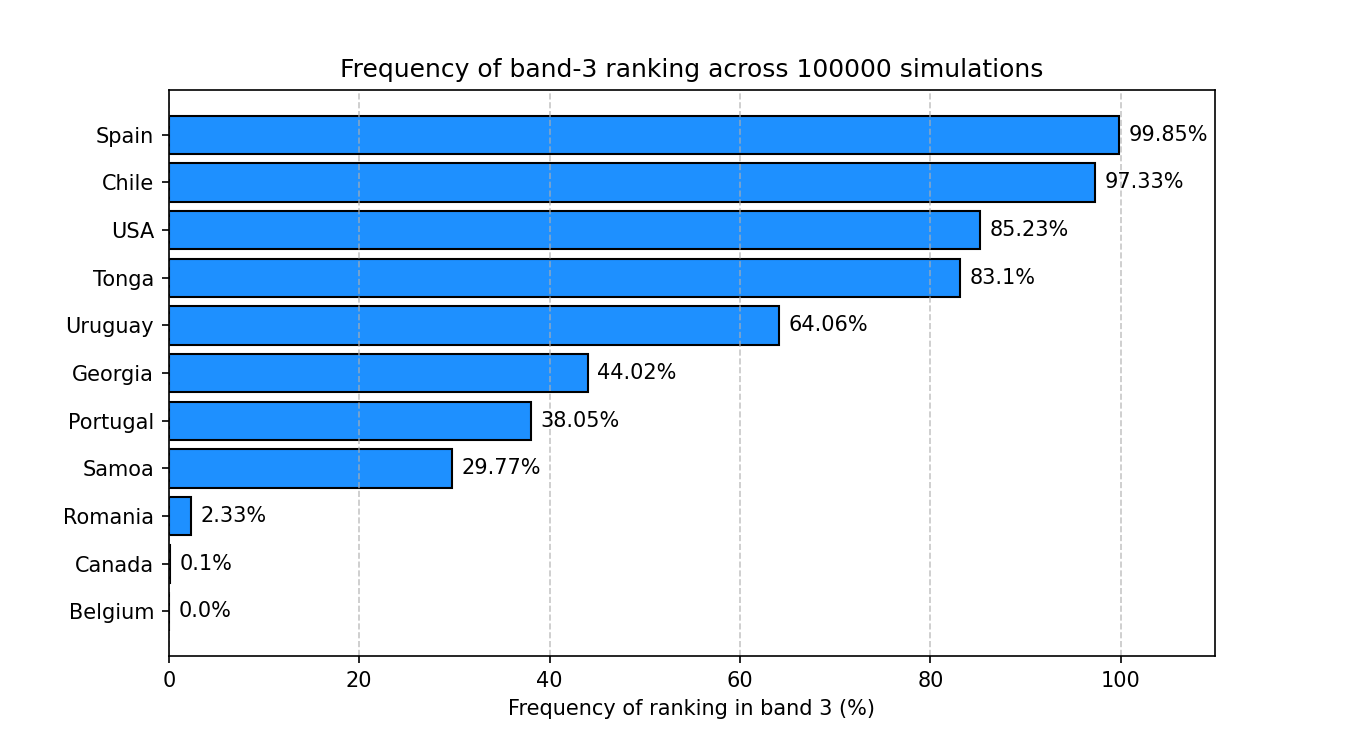 Frequency of band-3 ranking across 100000 simulations
Spain 99.85%
Chile 97.33%
USA 85.23%
Tonga 83.1%
Uruguay 64.06%
Georgia 44.02%
Portugal 38.05%
Samoa 29.77%
Romania 2.33%
Canada 0.1%
Belgium 0.0%
0 20 40 60 80 100
Frequency of ranking in band 3 (%)